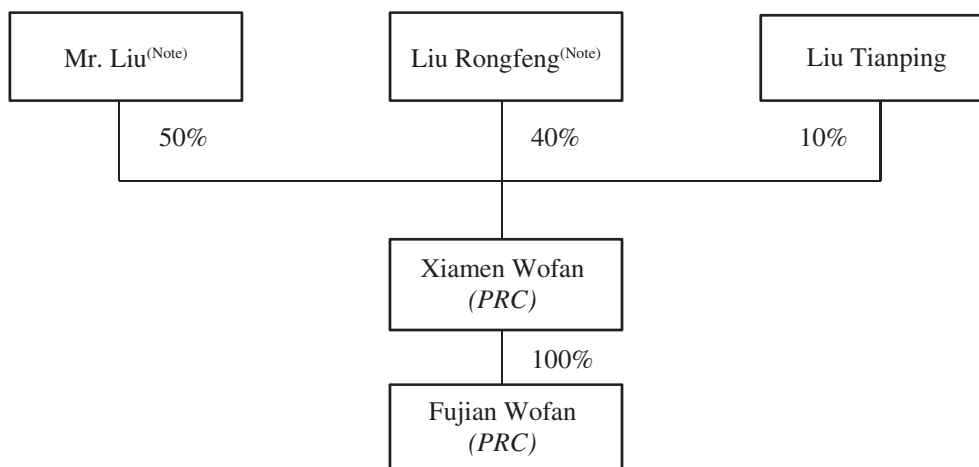 Mr. Liu(Note)
Liu Rongfeng(Note)
Liu Tianping
50%
40%
10%
Xiamen Wofan
(PRC)
100%
Fujian Wofan
(PRC)